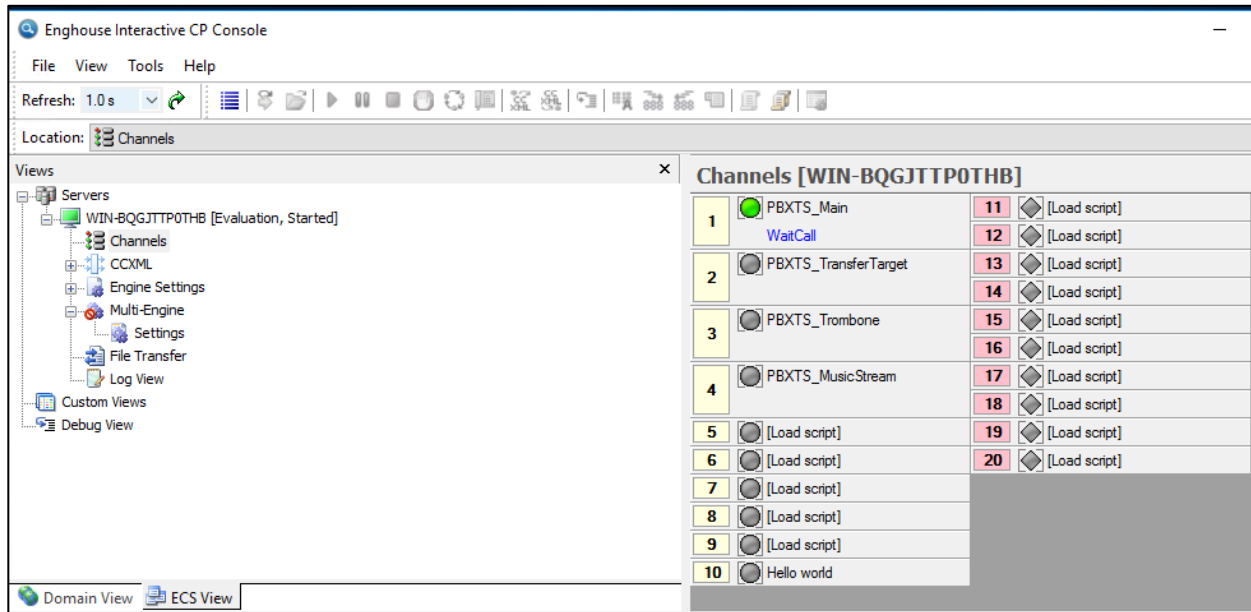 Enghouse Interactive CP Console
File View Tools Help
Refresh: 1.0 s
Location: Channels
Views
Servers
WIN-BQGJTTP0THB [Evaluation, Started]
Channels
CCXML
Engine Settings
Multi-Engine
Settings
File Transfer
Log View
Custom Views
Debug View
Domain View ECS View
Channels [WIN-BQGJTTP0THB]
1 PBXTS_Main
WaitCall
2 PBXTS_TransferTarget
3 PBXTS_Trombone
4 PBXTS_MusicStream
5 [Load script]
6 [Load script]
7 [Load script]
8 [Load script]
9 [Load script]
10 Hello world
11 [Load script]
12 [Load script]
13 [Load script]
14 [Load script]
15 [Load script]
16 [Load script]
17 [Load script]
18 [Load script]
19 [Load script]
20 [Load script]